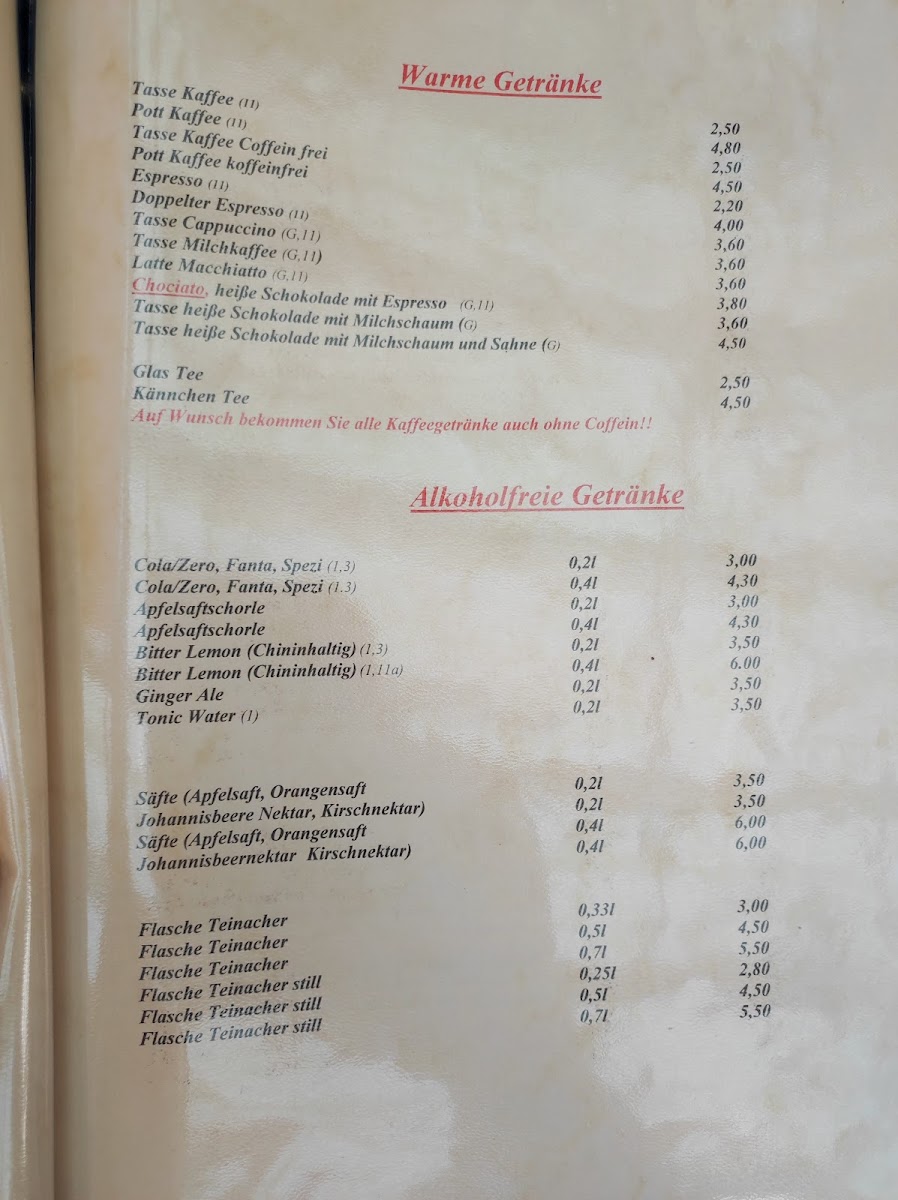 Warme Getränke
Tasse Kaffee (11) 2,50
Pott Kaffee (11) 4,80
Tasse Kaffee Coffein frei 2,50
Pott Kaffee koffeinfrei 4,50
Espresso (11) 2,20
Doppelter Espresso (11) 4,00
Tasse Cappuccino (G,11) 3,60
Tasse Milchkaffee (G,11) 3,60
Latte Macchiatto (G,11) 3,60
Chociato, heiße Schokolade mit Espresso (G,11) 3,80
Tasse heiße Schokolade mit Milchschaum (G) 3,60
Tasse heiße Schokolade mit Milchschaum und Sahne (G) 4,50
Glas Tee 2,50
Kännchen Tee 4,50
Auf Wunsch bekommen Sie alle Kaffeegetränke auch ohne Coffein!!
Alkoholfreie Getränke
Cola/Zero, Fanta, Spezi (1,3) 0,2l 3,00
Cola/Zero, Fanta, Spezi (1.3) 0,4l 4,30
Apfelsaftschorle 0,2l 3,00
Apfelsaftschorle 0,4l 4,30
Bitter Lemon (Chininhaltig) (1,3) 0,2l 3,50
Bitter Lemon (Chininhaltig) (1,11a) 0,4l 6.00
Ginger Ale 0,2l 3,50
Tonic Water (1) 0,2l 3,50
Säfte (Apfelsaft, Orangensaft 0,2l 3,50
Johannisbeere Nektar, Kirschnektar) 0,2l 3,50
Säfte (Apfelsaft, Orangensaft 0,4l 6,00
Johannisbeernektar Kirschnektar) 0,4l 6,00
Flasche Teinacher 0,33l 3,00
Flasche Teinacher 0,5l 4,50
Flasche Teinacher 0,7l 5,50
Flasche Teinacher still 0,25l 2,80
Flasche Teinacher still 0,5l 4,50
Flasche Teinacher still 0,7l 5,50